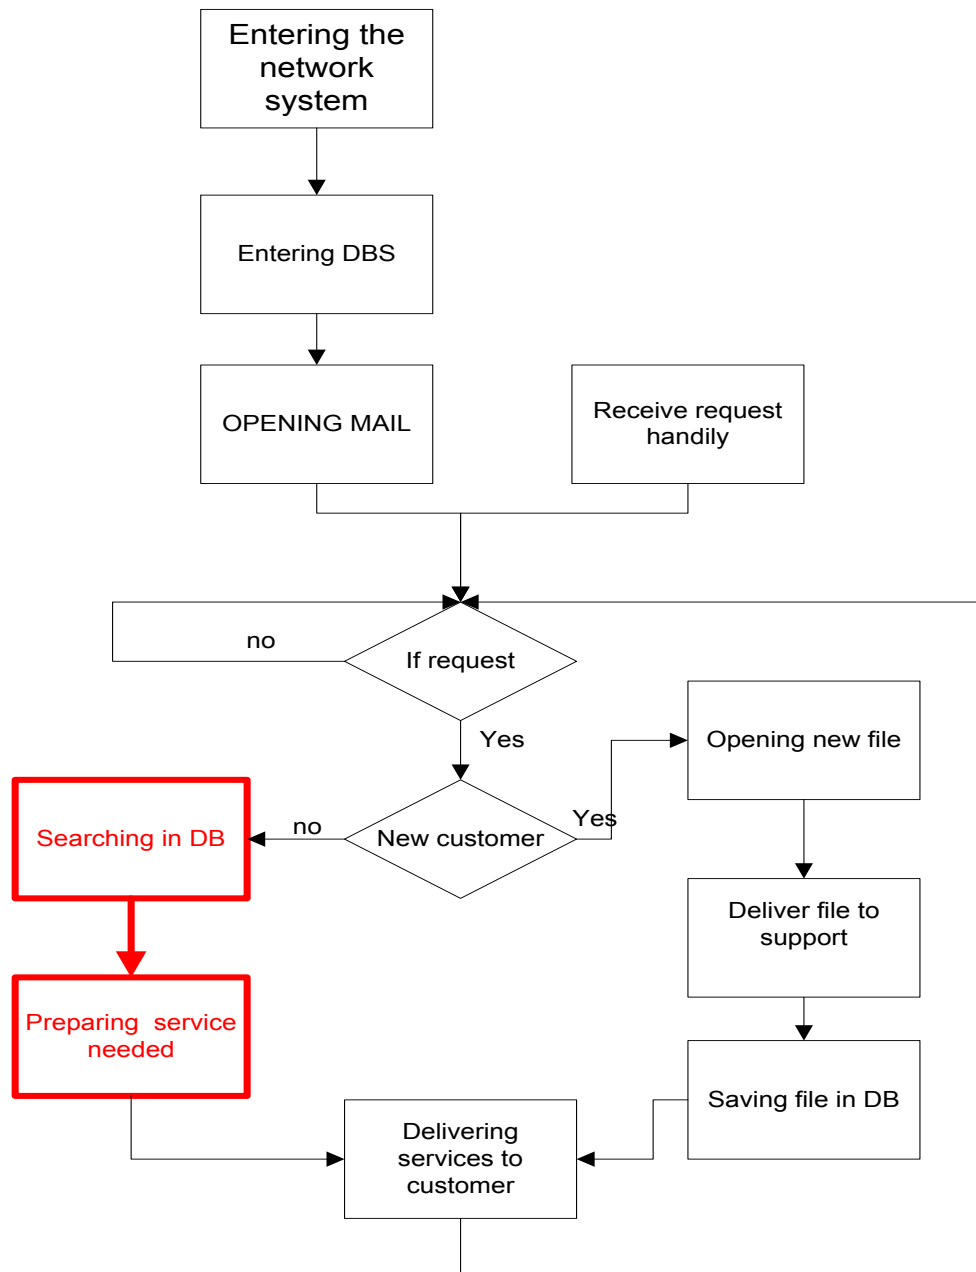 Entering the
network
system
Entering DBS
OPENING MAIL
Receive request
handily
no
If request
Yes
Opening new file
Searching in DB
no
New customer
Yes
Deliver file to
support
Preparing service
needed
Saving file in DB
Delivering
services to
customer